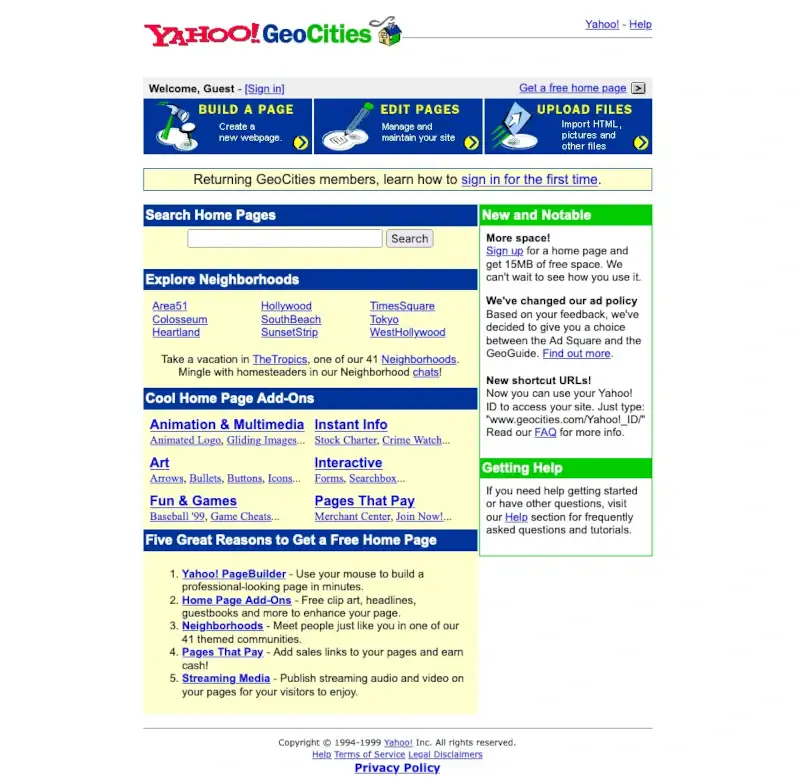 YAHOO! GeoCities
Yahoo! - Help
Welcome, Guest - [Sign in]
Get a free home page >
BUILD A PAGE
Create a
new webpage.
EDIT PAGES
Manage and
maintain your site
UPLOAD FILES
Import HTML,
pictures and
other files
Returning GeoCities members, learn how to sign in for the first time.
Search Home Pages
Search
Explore Neighborhoods
Area51 Hollywood TimesSquare
Colosseum SouthBeach Tokyo
Heartland SunsetStrip WestHollywood
Take a vacation in TheTropics, one of our 41 Neighborhoods.
Mingle with homesteaders in our Neighborhood chats!
Cool Home Page Add-Ons
Animation & Multimedia
Animated Logo, Gliding Images...
Instant Info
Stock Charter, Crime Watch...
Art
Arrows, Bullets, Buttons, Icons...
Interactive
Forms, Searchbox...
Fun & Games
Baseball '99, Game Cheats...
Pages That Pay
Merchant Center, Join Now!...
Five Great Reasons to Get a Free Home Page
1. Yahoo! PageBuilder - Use your mouse to build a
professional-looking page in minutes.
2. Home Page Add-Ons - Free clip art, headlines,
guestbooks and more to enhance your page.
3. Neighborhoods - Meet people just like you in one of our
41 themed communities.
4. Pages That Pay - Add sales links to your pages and earn
cash!
5. Streaming Media - Publish streaming audio and video on
your pages for your visitors to enjoy.
New and Notable
More space!
Sign up for a home page and
get 15MB of free space. We
can't wait to see how you use it.
We've changed our ad policy
Based on your feedback, we've
decided to give you a choice
between the Ad Square and the
GeoGuide. Find out more.
New shortcut URLs!
Now you can use your Yahoo!
ID to access your site. Just type:
"www.geocities.com/Yahoo!_ID/"
Read our FAQ for more info.
Getting Help
If you need help getting started
or have other questions, visit
our Help section for frequently
asked questions and tutorials.
Copyright © 1994-1999 Yahoo! Inc. All rights reserved.
Help Terms of Service Legal Disclaimers
Privacy Policy